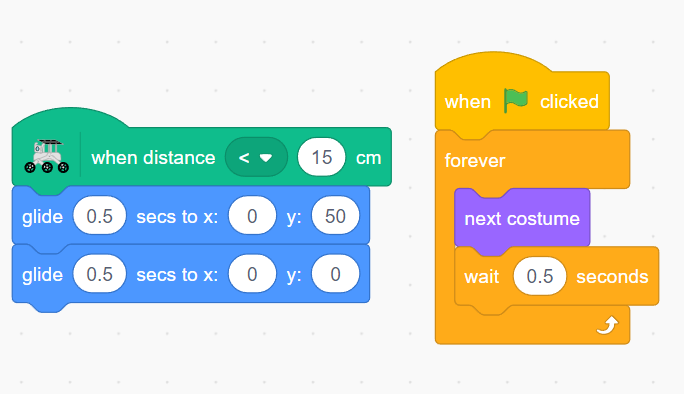 when distance < 15 cm
glide 0.5 secs to x: 0 y: 50
glide 0.5 secs to x: 0 y: 0
when clicked
forever
next costume
wait 0.5 seconds